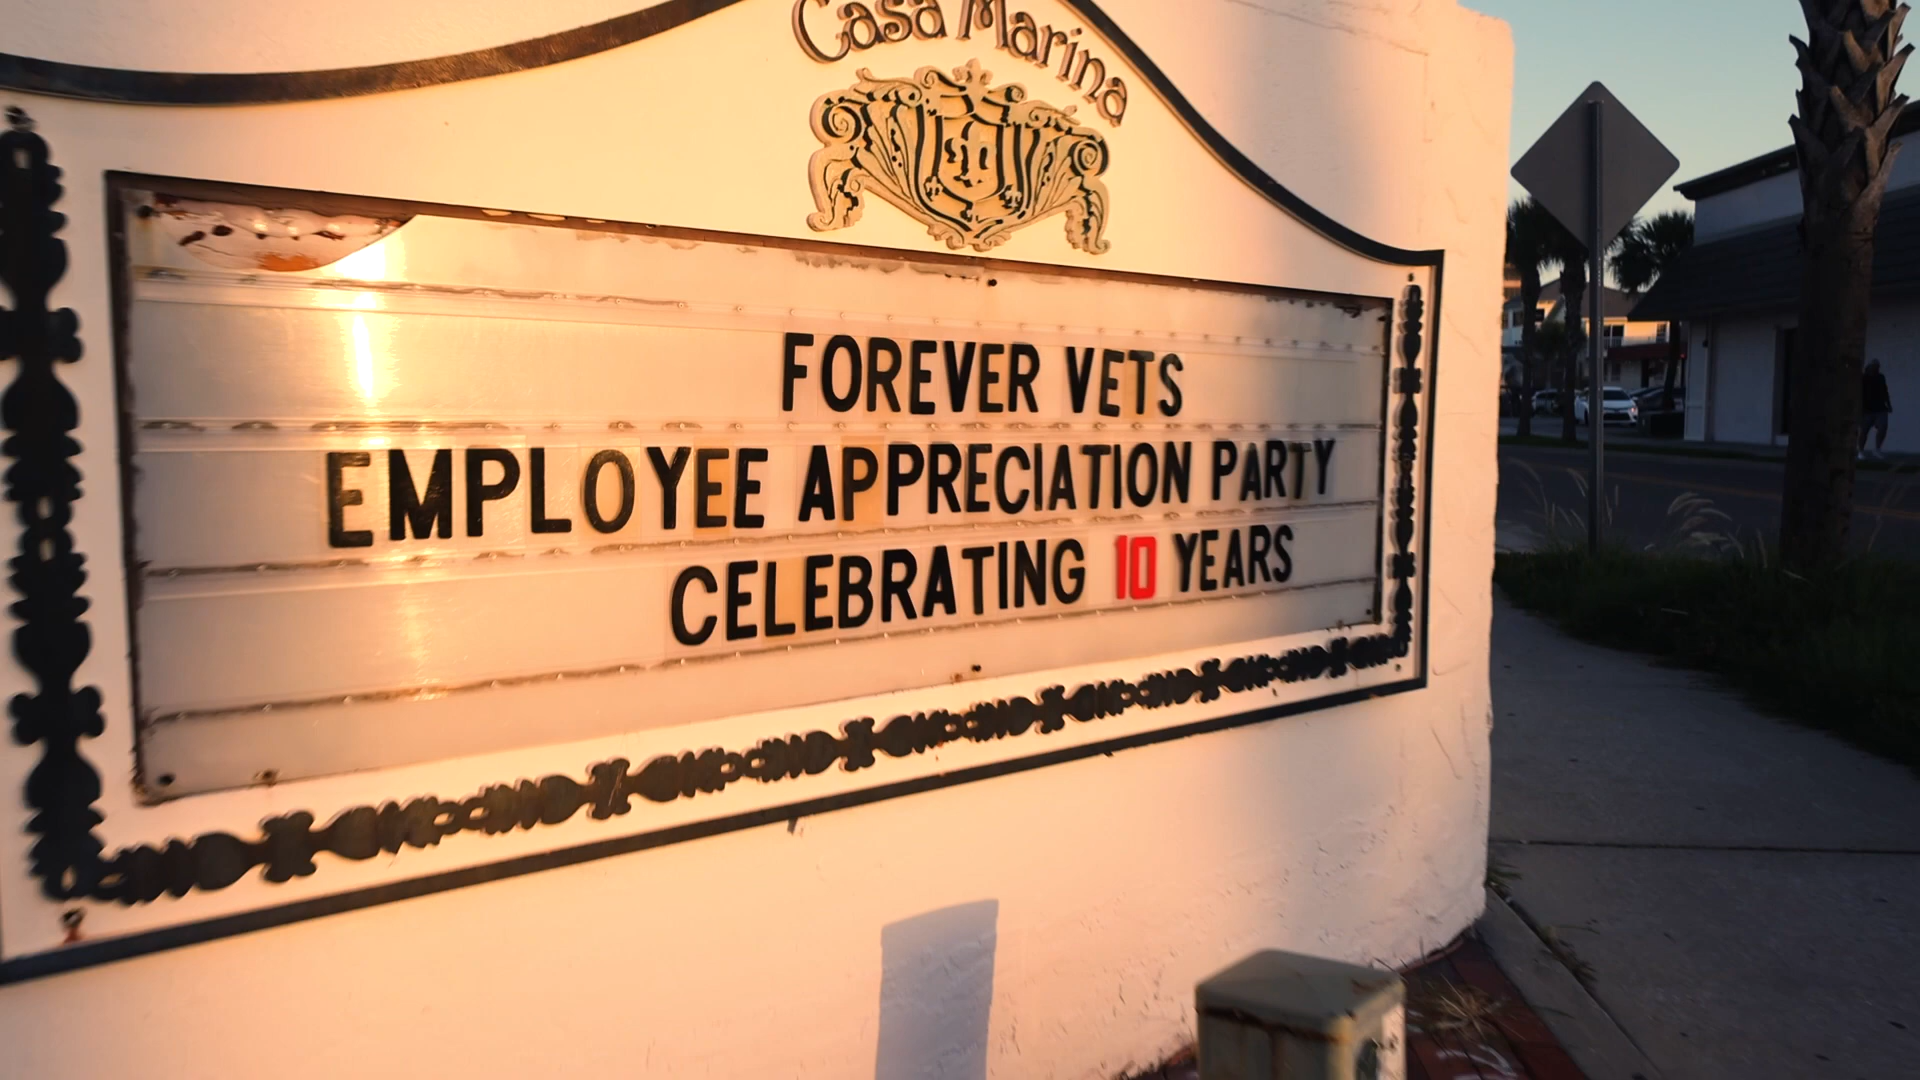 Casa Marina
FOREVER VETS
EMPLOYEE APPRECIATION PARTY
CELEBRATING 10 YEARS